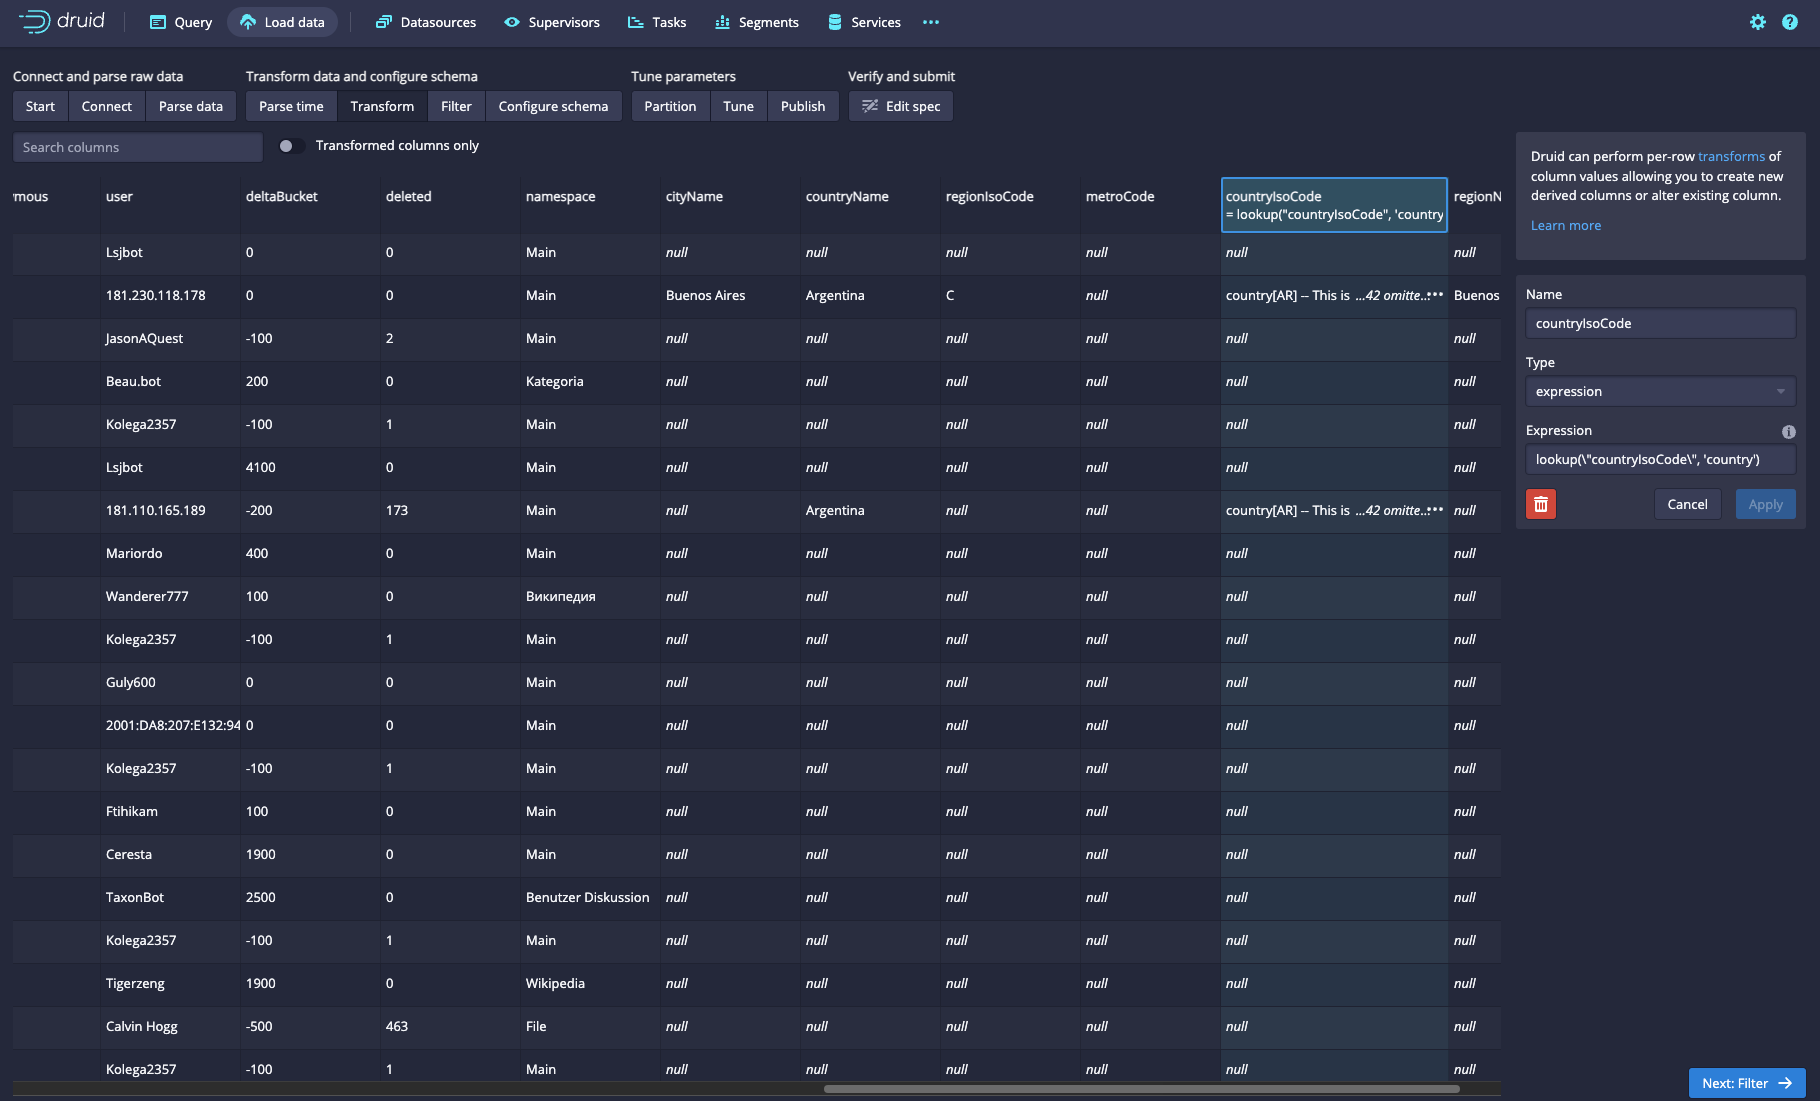 druid Query Load data Datasources Supervisors Tasks Segments Services
Connect and parse raw data Transform data and configure schema Tune parameters Verify and submit
Start Connect Parse data Parse time Transform Filter Configure schema Partition Tune Publish Edit spec
Search columns Transformed columns only
ymous user deltaBucket deleted namespace cityName countryName regionIsoCode metroCode countryIsoCode regionN
= lookup("countryIsoCode", 'country
Lsjbot 0 0 Main null null null null null null
181.230.118.178 0 0 Main Buenos Aires Argentina C null country[AR] -- This is ...42 omitte... Buenos
JasonAQuest -100 2 Main null null null null null null
Beau.bot 200 0 Kategoria null null null null null null
Kolega2357 -100 1 Main null null null null null null
Lsjbot 4100 0 Main null null null null null null
181.110.165.189 -200 173 Main null Argentina null null country[AR] -- This is ...42 omitte... null
Mariordo 400 0 Main null null null null null null
Wanderer777 100 0 Википедия null null null null null null
Kolega2357 -100 1 Main null null null null null null
Guly600 0 0 Main null null null null null null
2001:DA8:207:E132:94 0 0 Main null null null null null null
Kolega2357 -100 1 Main null null null null null null
Ftihikam 100 0 Main null null null null null null
Ceresta 1900 0 Main null null null null null null
TaxonBot 2500 0 Benutzer Diskussion null null null null null null
Kolega2357 -100 1 Main null null null null null null
Tigerzeng 1900 0 Wikipedia null null null null null null
Calvin Hogg -500 463 File null null null null null null
Kolega2357 -100 1 Main null null null null null null
Druid can perform per-row transforms of
column values allowing you to create new
derived columns or alter existing column.
Learn more
Name
countryIsoCode
Type
expression
Expression
lookup(\"countryIsoCode\", 'country')
Cancel Apply
Next: Filter